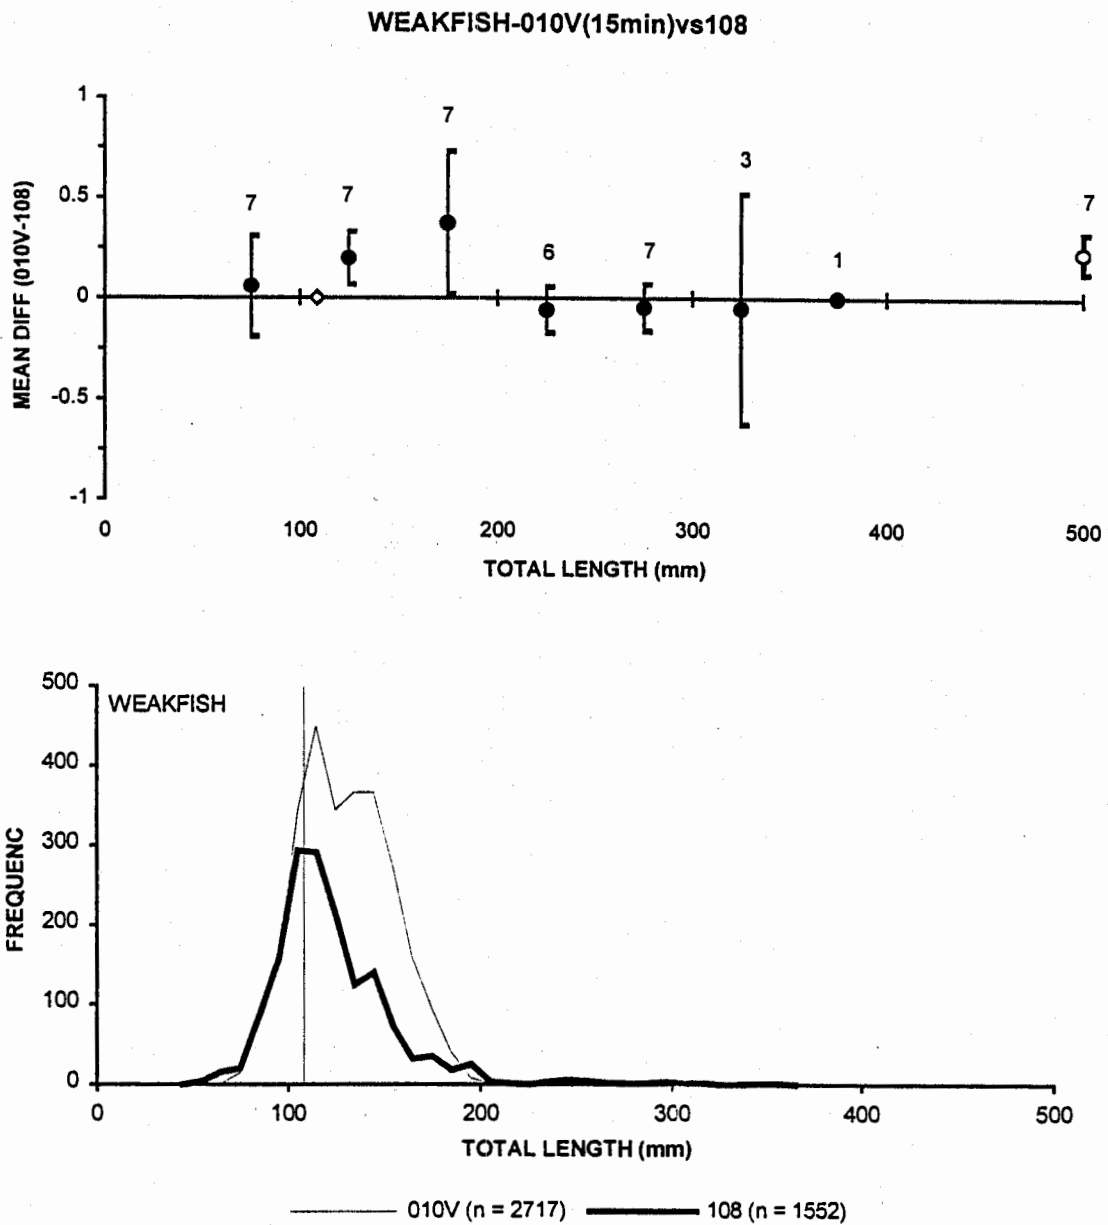 WEAKFISH-010V(15min)vs108
1
0.5
0
-0.5
-1
MEAN DIFF (010V-108)
7
7
7
6
7
3
1
7
0 100 200 300 400 500
TOTAL LENGTH (mm)
500
400
300
200
100
0
FREQUENC
WEAKFISH
0 100 200 300 400 500
TOTAL LENGTH (mm)
010V (n = 2717) 108 (n = 1552)